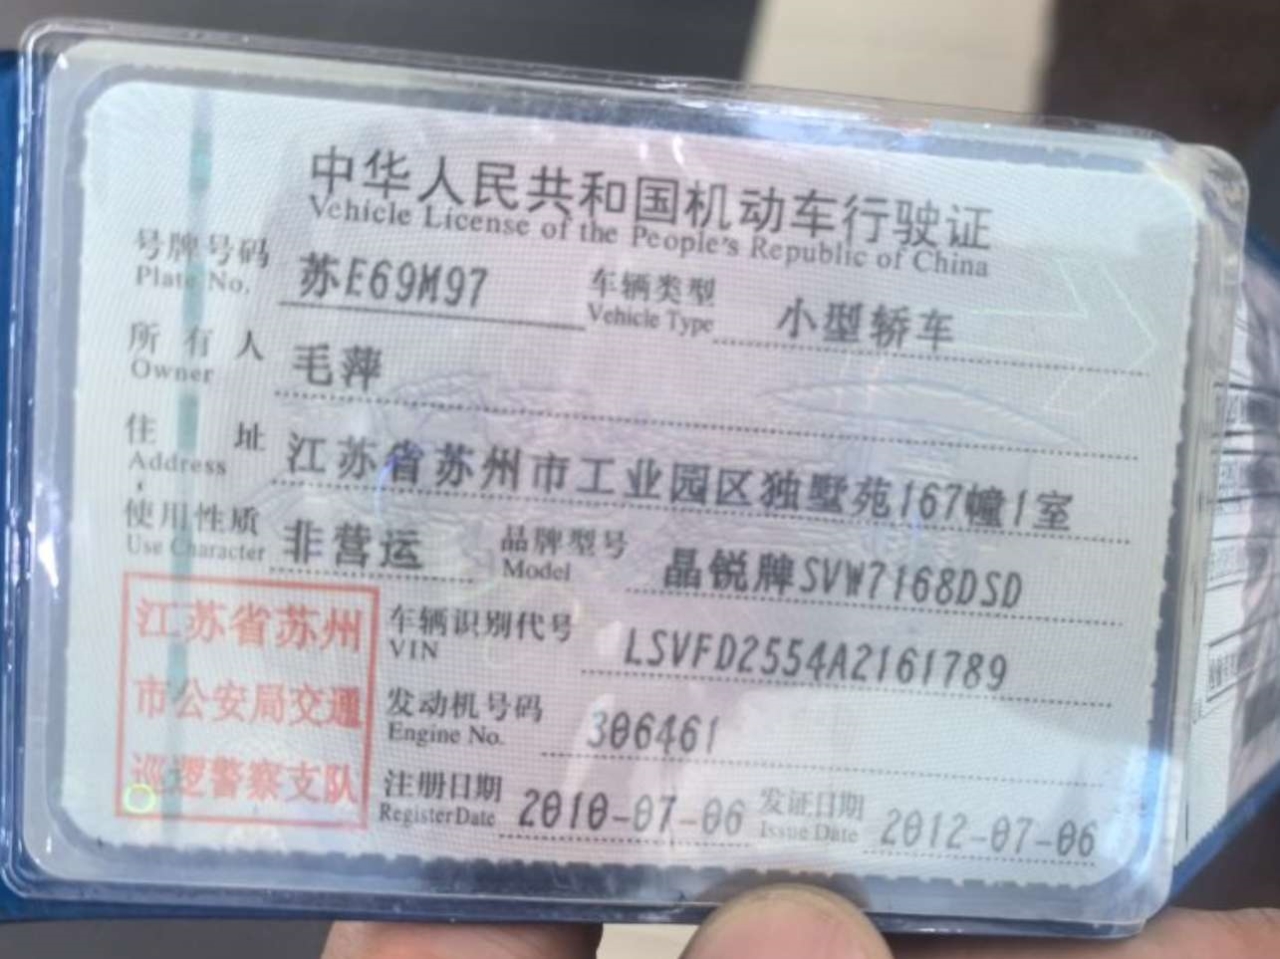 中华人民共和国机动车行驶证
Vehicle License of the People's Republic of China
号牌号码 苏E69M97 车辆类型 小型轿车
Plate No. Vehicle Type
所有人 毛萍
Owner
住址 江苏省苏州市工业园区独墅苑167幢1室
Address
使用性质 非营运 品牌型号 晶锐牌SVW7168DSD
Use Character Model
江苏省苏州
市公安局交通
巡逻警察支队
车辆识别代号 LSVFD2554A2161789
VIN
发动机号码 306461
Engine No.
注册日期 2010-07-06 发证日期 2012-07-06
Register Date Issue Date